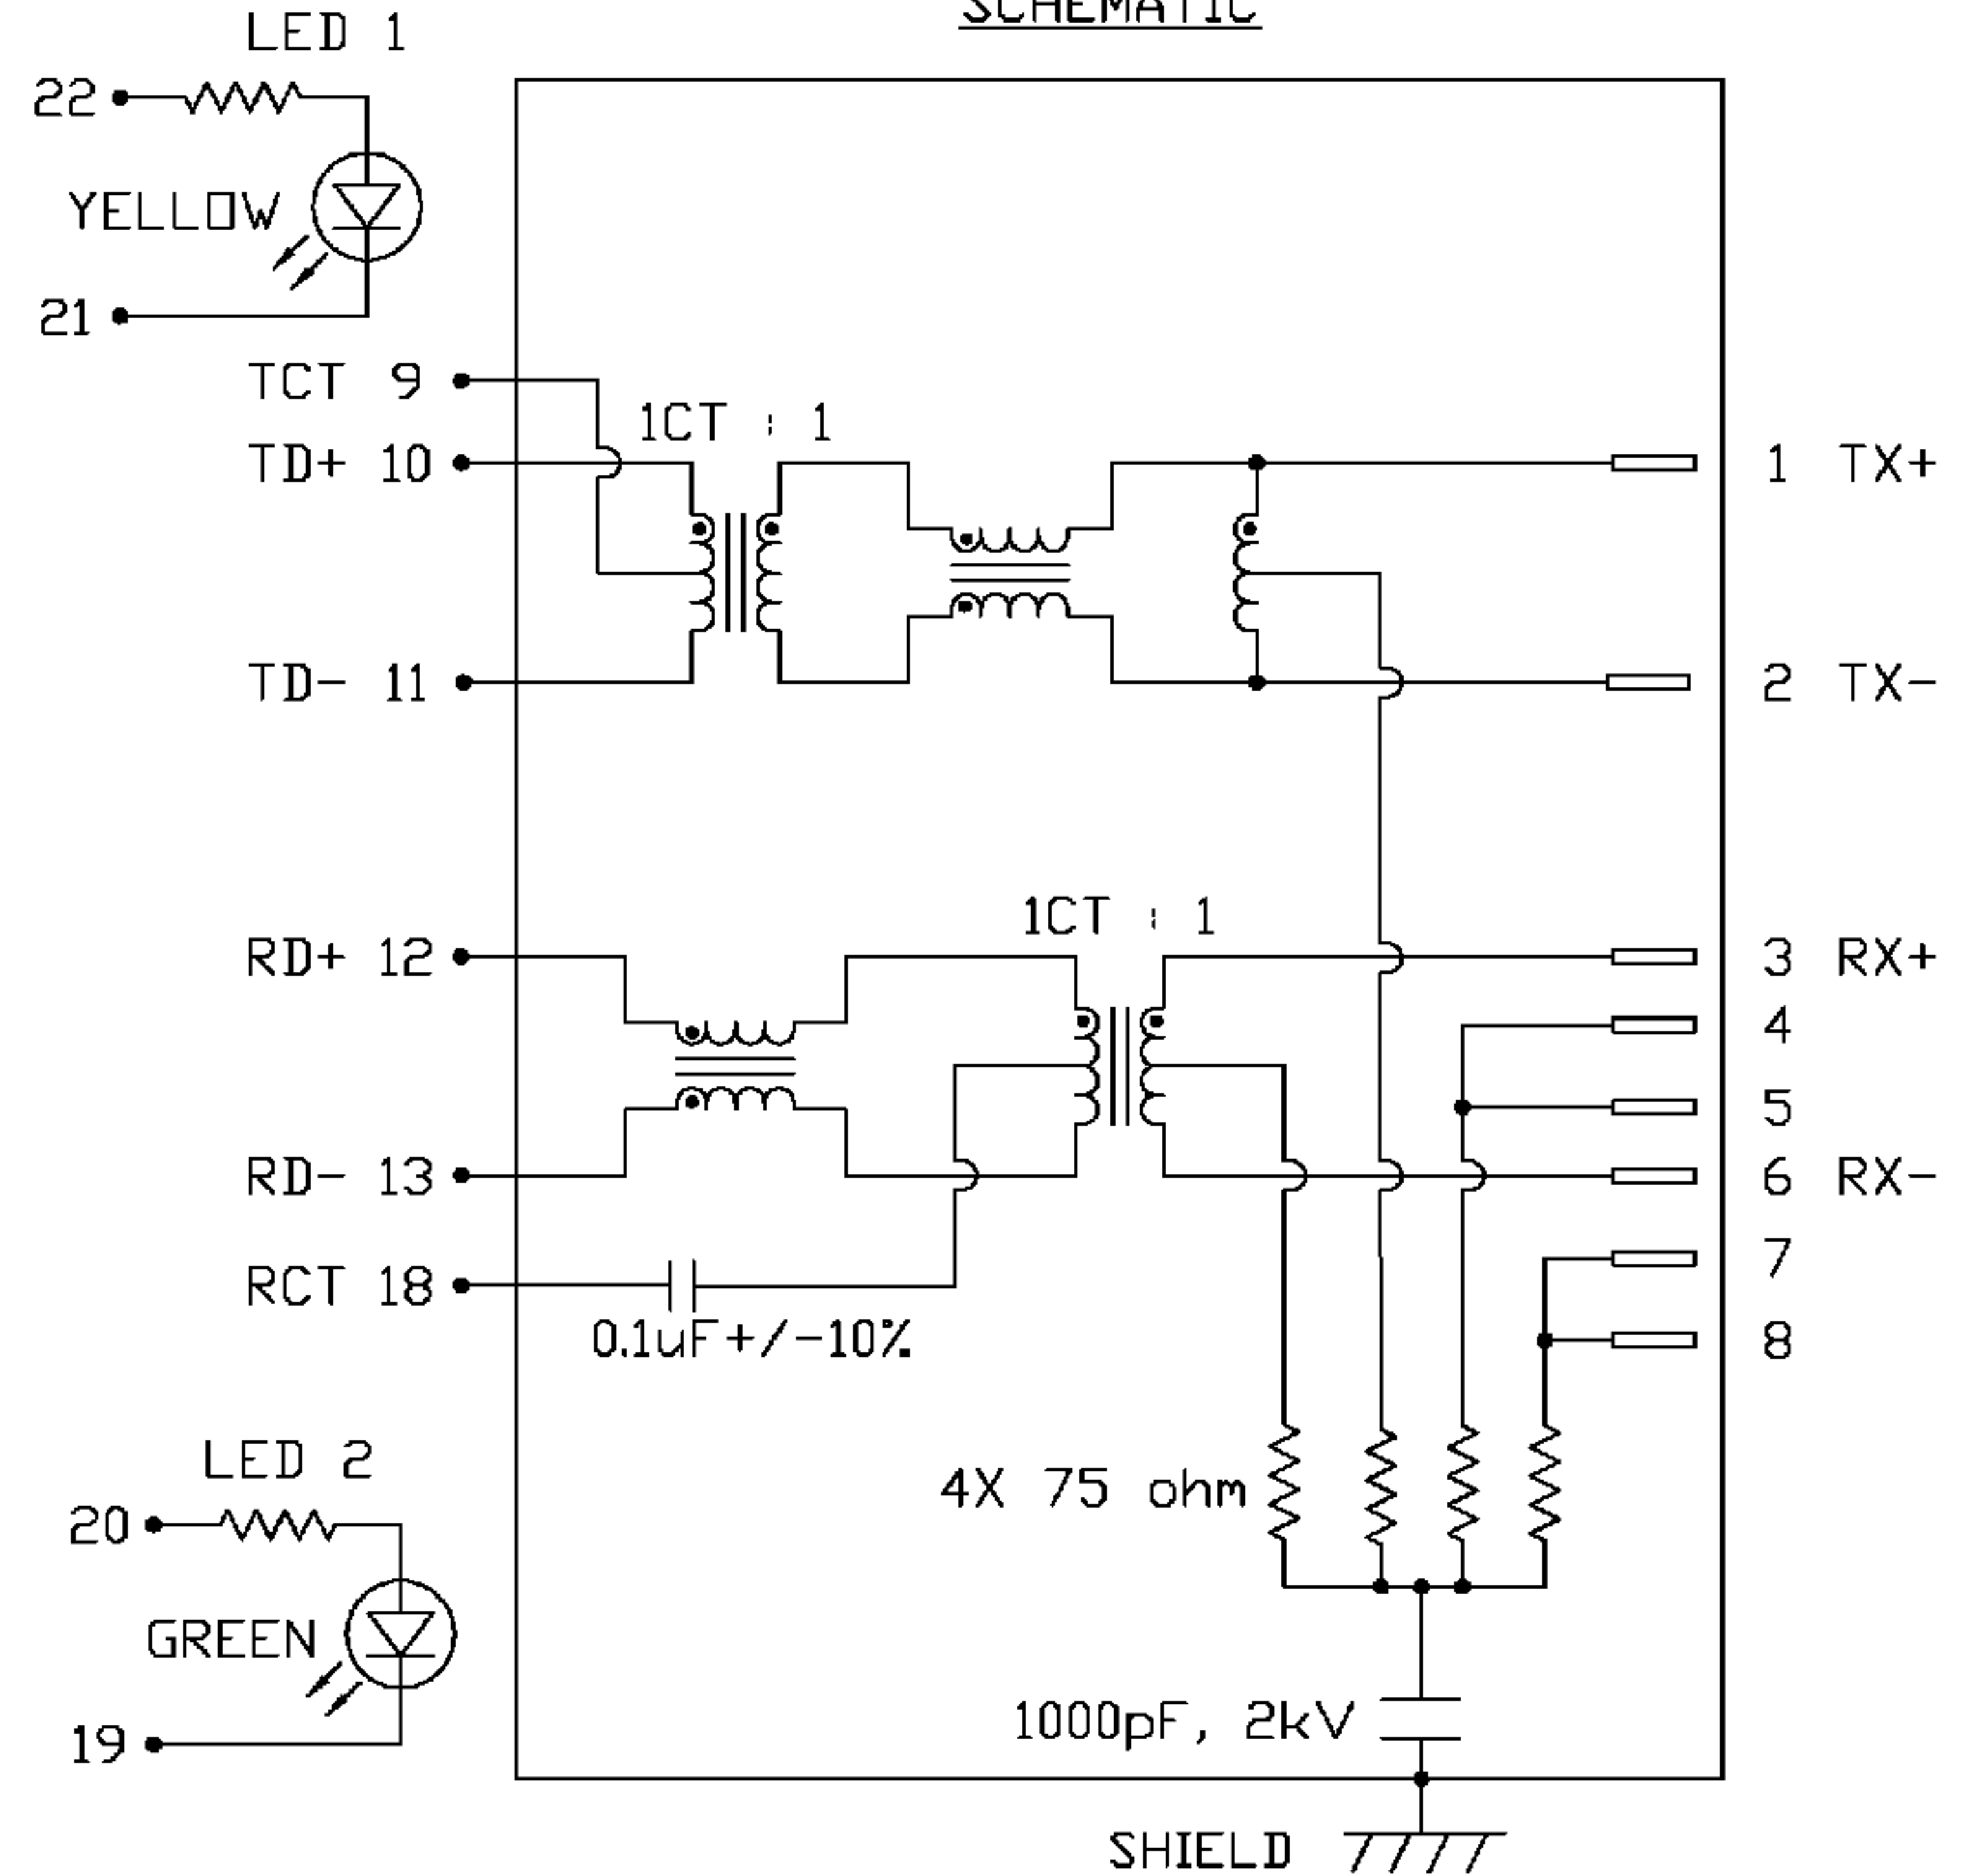 SCHEMATIC
LED 1
22
YELLOW
21
TCT 9
1CT : 1
TD+ 10
1 TX+
TD- 11
2 TX-
1CT : 1
RD+ 12
3 RX+
4
5
RD- 13
6 RX-
7
RCT 18
0.1uF+/-10%
8
LED 2
20
4X 75 ohm
GREEN
19
1000pF, 2kV
SHIELD